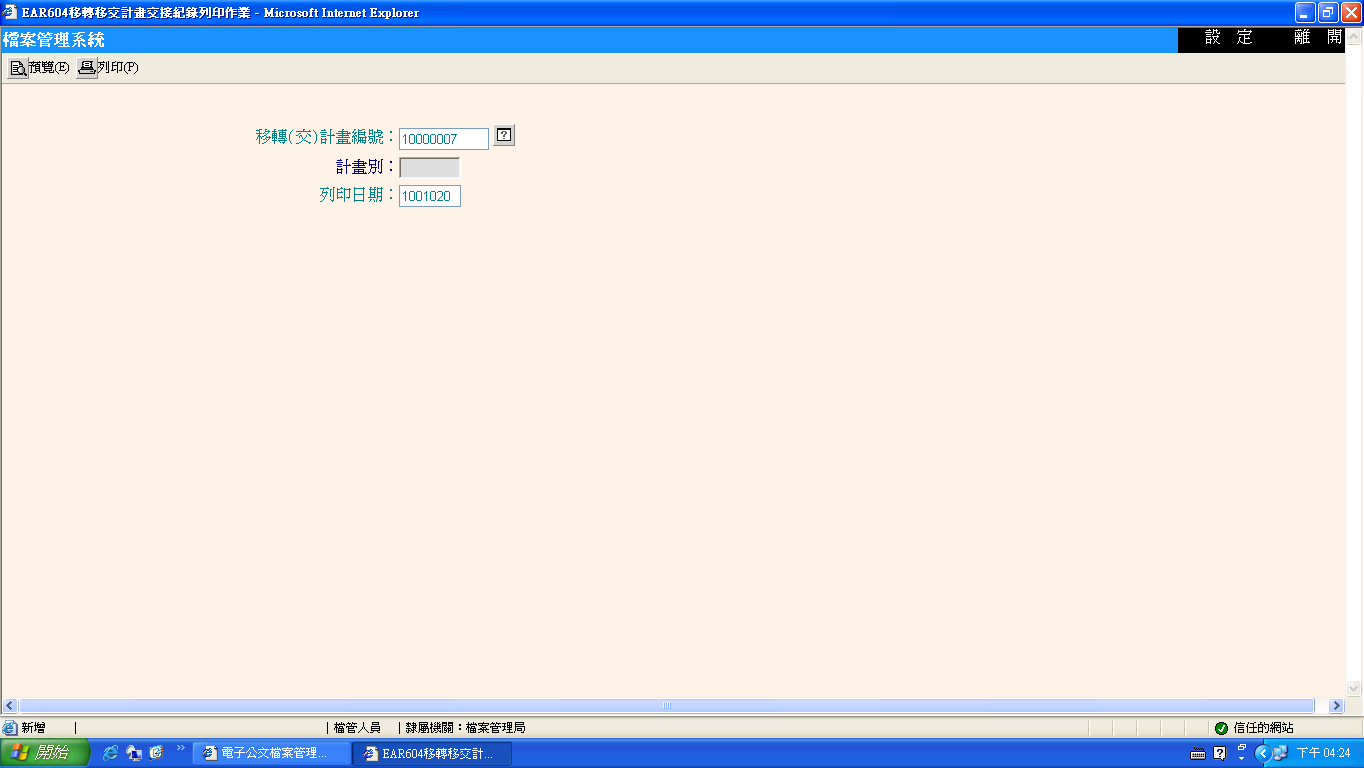 EAR604移轉移交計畫交接紀錄列印作業 - Microsoft Internet Explorer
檔案管理系統
設 定 離 開
預覽(E) 列印(P)
移轉(交)計畫編號：10000007 ?
計畫別：
列印日期：1001020
新增 | | 檔管人員 | 隸屬機關：檔案管理局 信任的網站
開始 » 電子公文檔案管理... EAR604移轉移交計... 下午 04:24